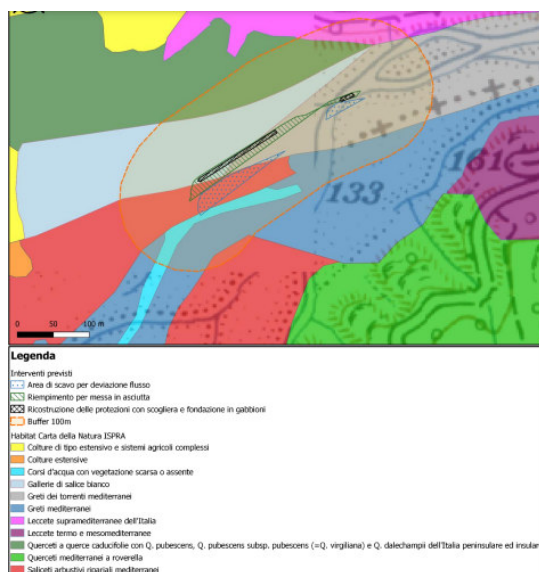 133
161
0 50 100 m
Legenda
Interventi previsti
Area di scavo per deviazione flusso
Riempimento per messa in asciutta
Ricostruzione delle protezioni con scogliera e fondazione in gabbioni
Buffer 100m
Habitat Carta della Natura ISPRA
Colture di tipo estensivo e sistemi agricoli complessi
Colture estensive
Corsi d'acqua con vegetazione scarsa o assente
Gallerie di salice bianco
Greti dei torrenti mediterranei
Greti mediterranei
Leccete supramediterranee dell'Italia
Leccete termo e mesomediterranee
Querceti a querce caducifolie con Q. pubescens, Q. pubescens subsp. pubescens (=Q. virgiliana) e Q. dalechampii dell'Italia peninsulare ed insulare
Querceti mediterranei a roverella
Saliceti arbustivi ripariali mediterranei